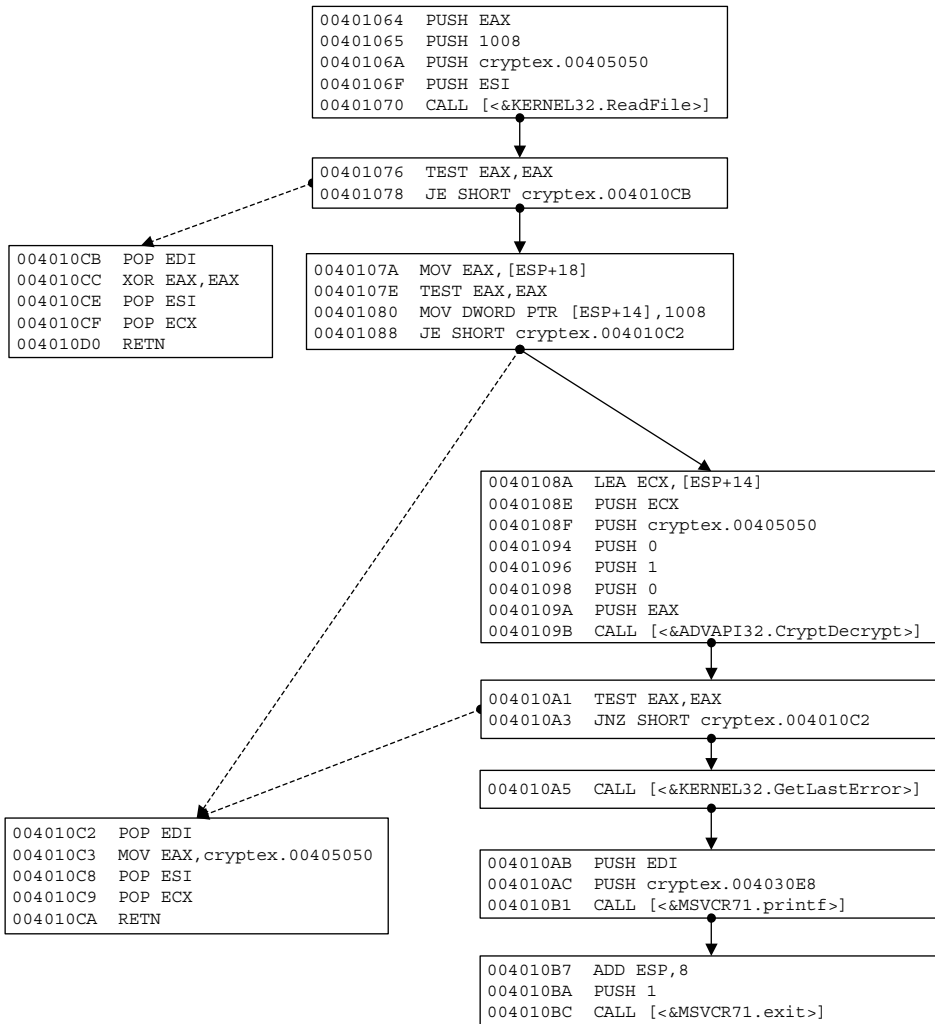 00401064 PUSH EAX
00401065 PUSH 1008
0040106A PUSH cryptex.00405050
0040106F PUSH ESI
00401070 CALL [<&KERNEL32.ReadFile>]
00401076 TEST EAX,EAX
00401078 JE SHORT cryptex.004010CB
004010CB POP EDI
004010CC XOR EAX,EAX
004010CE POP ESI
004010CF POP ECX
004010D0 RETN
0040107A MOV EAX,[ESP+18]
0040107E TEST EAX,EAX
00401080 MOV DWORD PTR [ESP+14],1008
00401088 JE SHORT cryptex.004010C2
0040108A LEA ECX,[ESP+14]
0040108E PUSH ECX
0040108F PUSH cryptex.00405050
00401094 PUSH 0
00401096 PUSH 1
00401098 PUSH 0
0040109A PUSH EAX
0040109B CALL [<&ADVAPI32.CryptDecrypt>]
004010A1 TEST EAX,EAX
004010A3 JNZ SHORT cryptex.004010C2
004010A5 CALL [<&KERNEL32.GetLastError>]
004010C2 POP EDI
004010C3 MOV EAX,cryptex.00405050
004010C8 POP ESI
004010C9 POP ECX
004010CA RETN
004010AB PUSH EDI
004010AC PUSH cryptex.004030E8
004010B1 CALL [<&MSVCR71.printf>]
004010B7 ADD ESP,8
004010BA PUSH 1
004010BC CALL [<&MSVCR71.exit>]